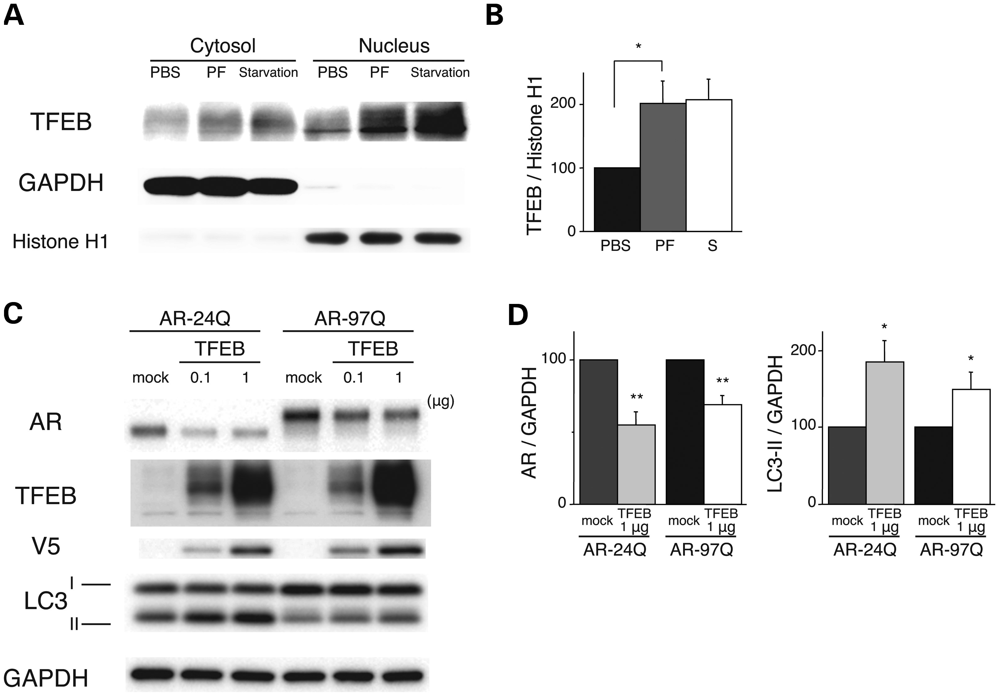 A
Cytosol Nucleus
PBS PF Starvation PBS PF Starvation
TFEB
GAPDH
Histone H1
B
*
TFEB / Histone H1
200
100
0
PBS PF S
C
AR-24Q AR-97Q
TFEB TFEB
mock 0.1 1 mock 0.1 1
(µg)
AR
TFEB
V5
I
LC3
II
GAPDH
D
AR / GAPDH
100
0
** **
mock TFEB 1 µg mock TFEB 1 µg
AR-24Q AR-97Q
LC3-II / GAPDH
200
100
0
* *
mock TFEB 1 µg mock TFEB 1 µg
AR-24Q AR-97Q